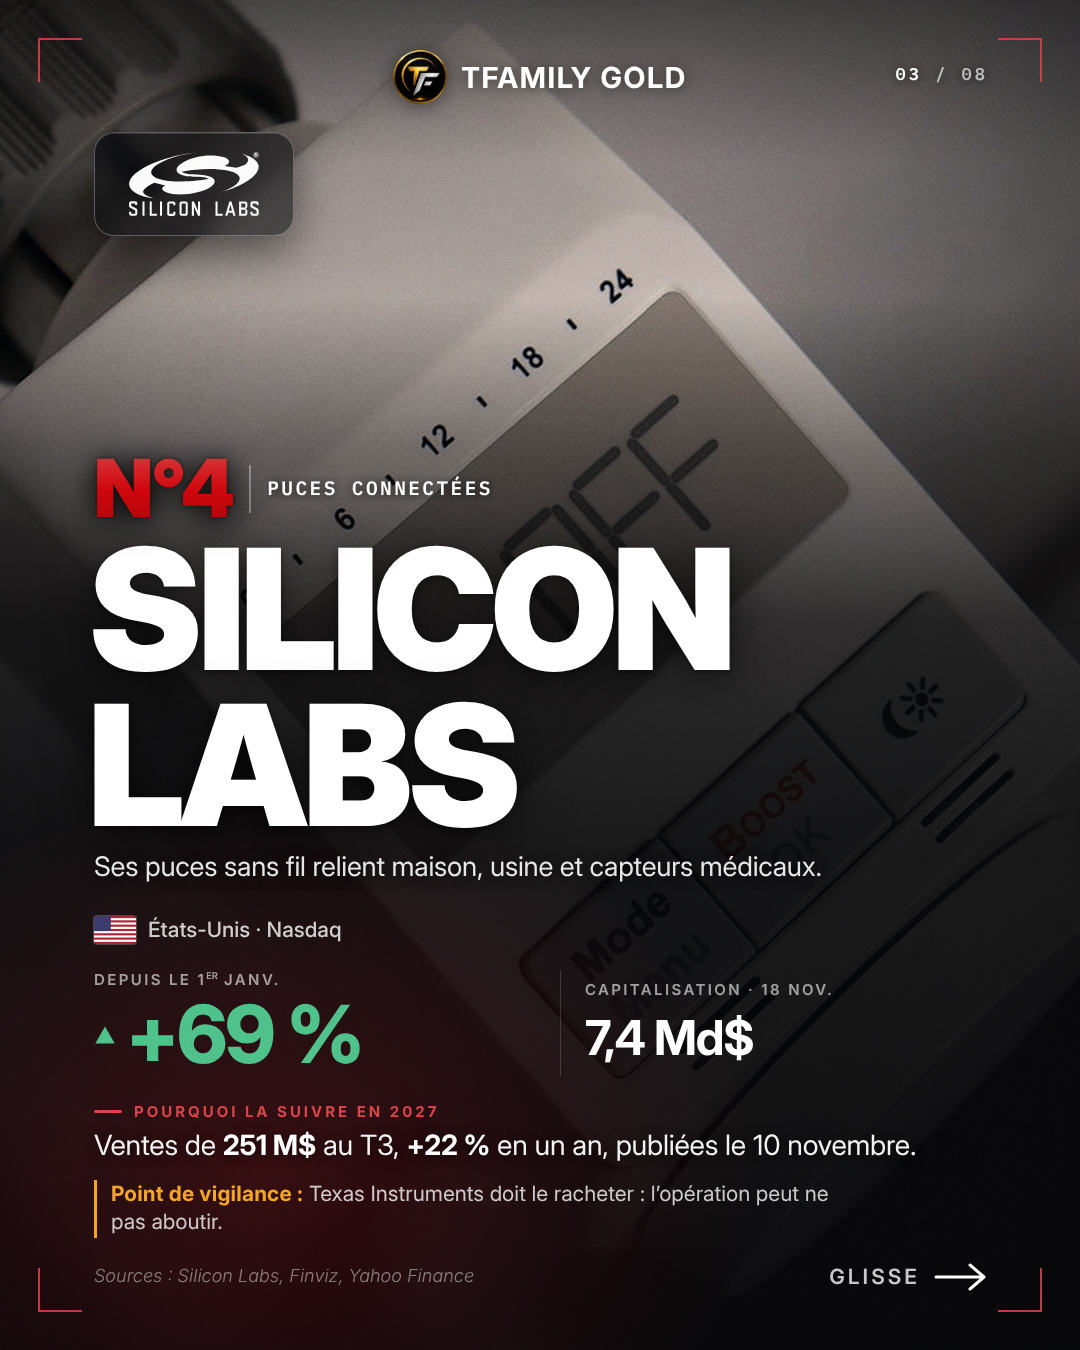 TFAMILY GOLD
03 / 08
SILICON LABS
24
18
12
6
OFF
N°4
PUCES CONNECTÉES
SILICON
LABS
BOOST
OK
Mode
Menu
Ses puces sans fil relient maison, usine et capteurs médicaux.
États-Unis · Nasdaq
DEPUIS LE 1ER JANV.
+69 %
CAPITALISATION · 18 NOV.
7,4 Md$
POURQUOI LA SUIVRE EN 2027
Ventes de 251 M$ au T3, +22 % en un an, publiées le 10 novembre.
Point de vigilance : Texas Instruments doit le racheter : l’opération peut ne
pas aboutir.
Sources : Silicon Labs, Finviz, Yahoo Finance
GLISSE